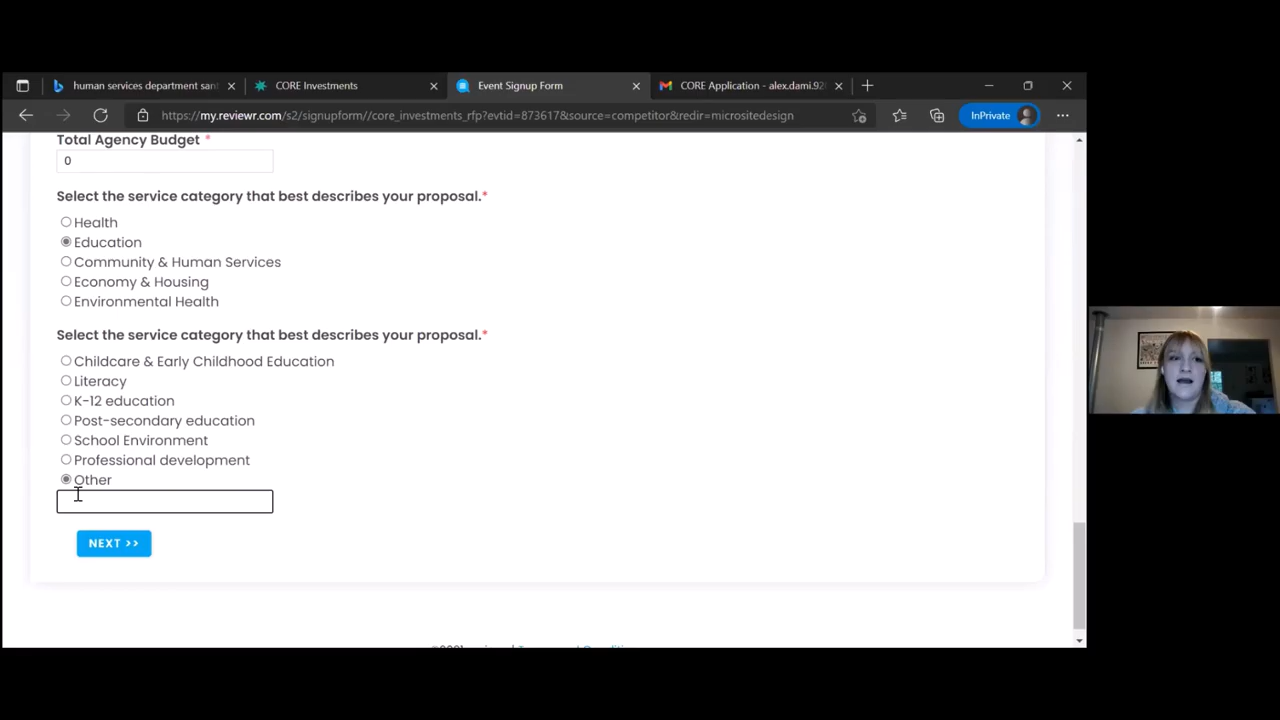 human services department sant
CORE Investments
Event Signup Form
CORE Application - alex.dami.92
https://my.reviewr.com/s2/signupform//core_investments_rfp?evtid=873617&source=competitor&redir=micrositedesign
InPrivate
Total Agency Budget *
0
Select the service category that best describes your proposal.*
Health
Education
Community & Human Services
Economy & Housing
Environmental Health
Select the service category that best describes your proposal.*
Childcare & Early Childhood Education
Literacy
K-12 education
Post-secondary education
School Environment
Professional development
Other
NEXT >>